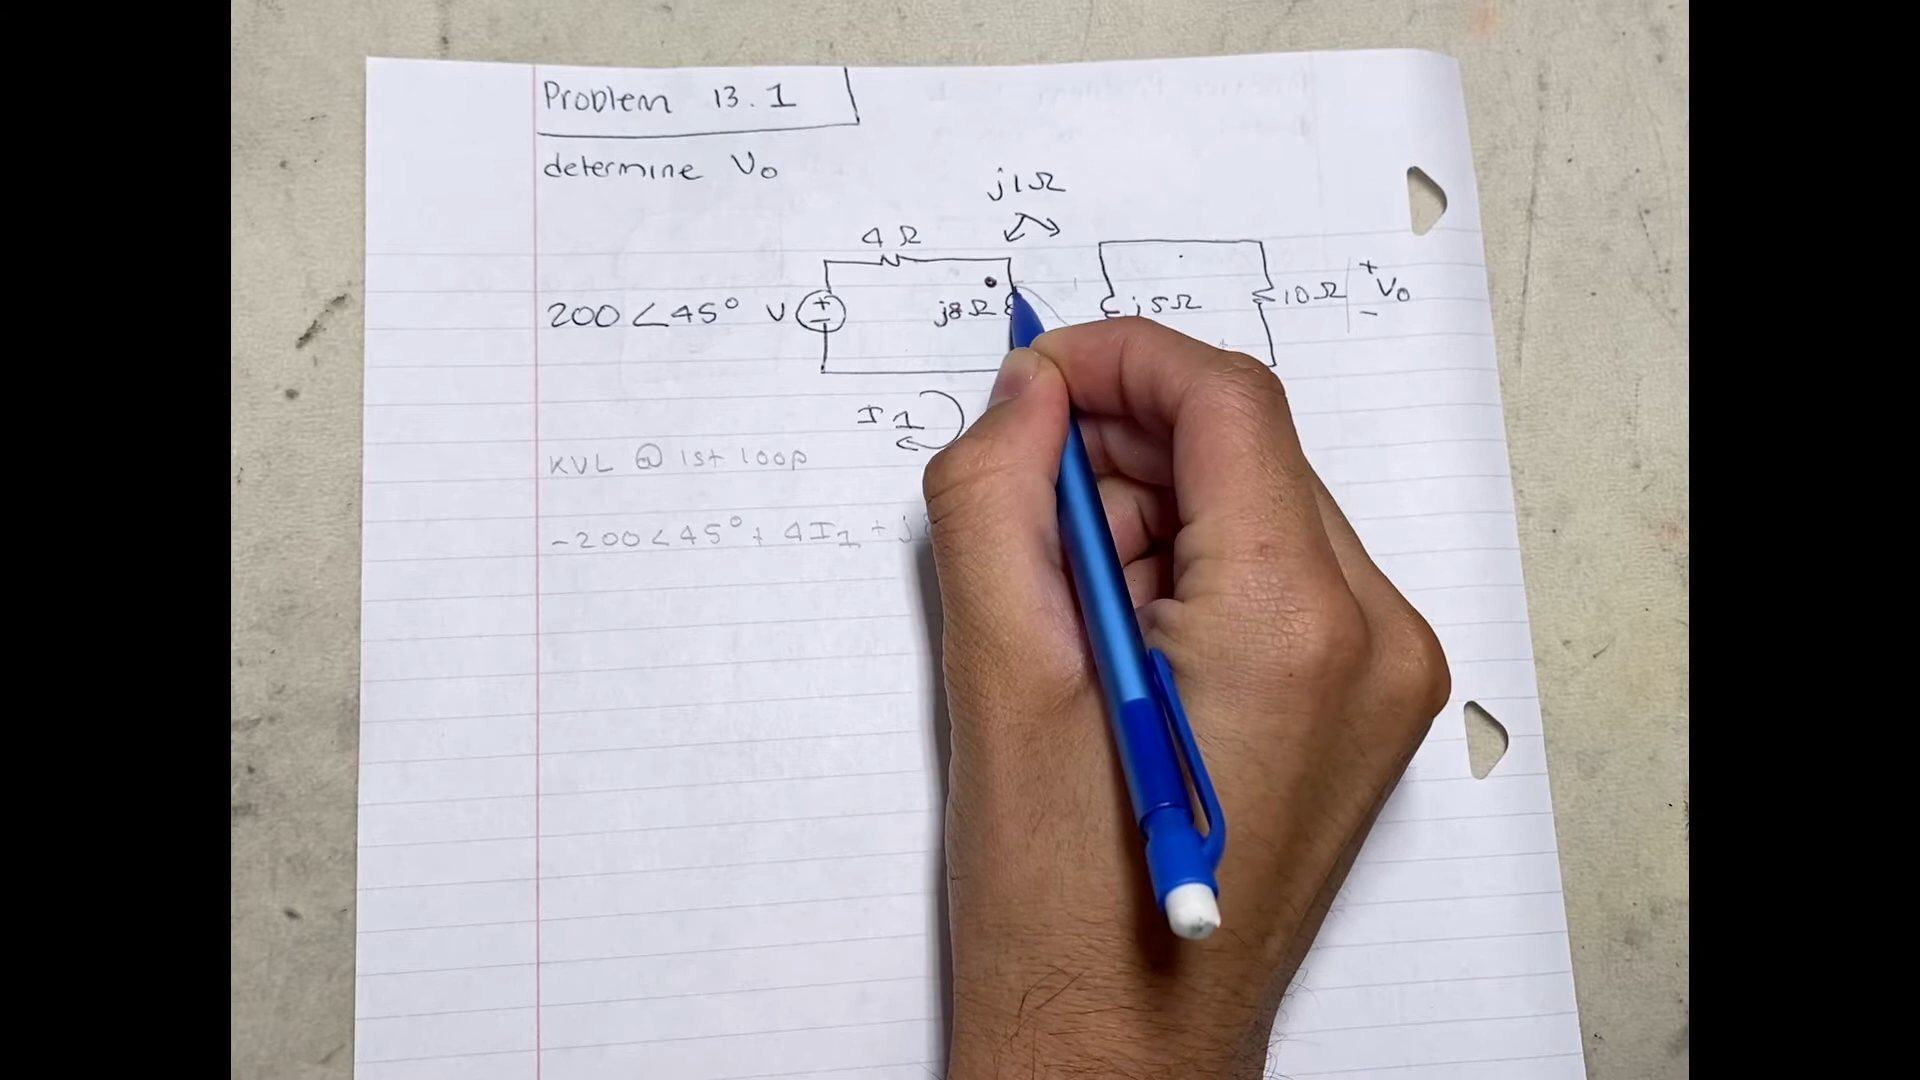 Problem 13.1
determine Vo
j1Ω
4Ω
200∠45° V + − j8Ω j5Ω 10Ω + Vo −
I1
KVL @ 1st loop
-200∠45° + 4I1 + j